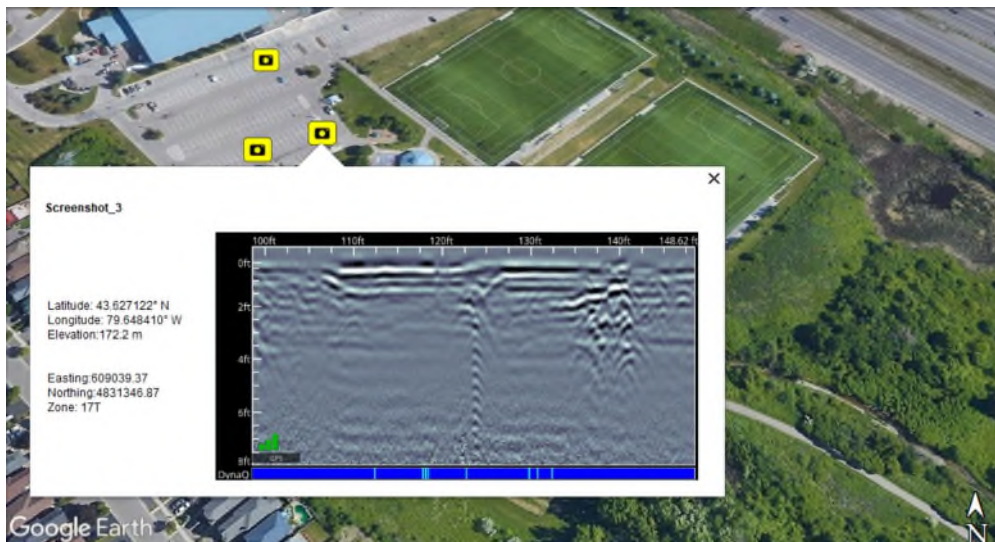 Screenshot_3
Latitude: 43.627122° N
Longitude: 79.648410° W
Elevation:172.2 m
Easting:609039.37
Northing:4831346.87
Zone: 17T
100ft 110ft 120ft 130ft 140ft 148.62 ft
0ft
2ft
4ft
6ft
8ft
DynaQ
Google Earth
N